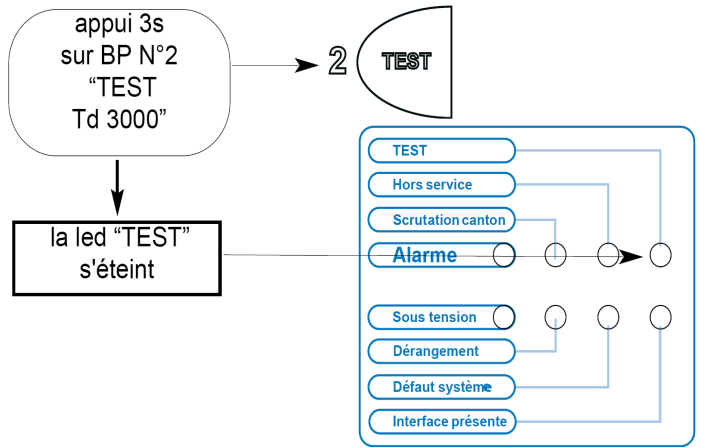 appui 3s
sur BP N°2
“TEST
Td 3000”
2 TEST
la led “TEST”
s'éteint
TEST
Hors service
Scrutation canton
Alarme
Sous tension
Dérangement
Défaut système
Interface présente